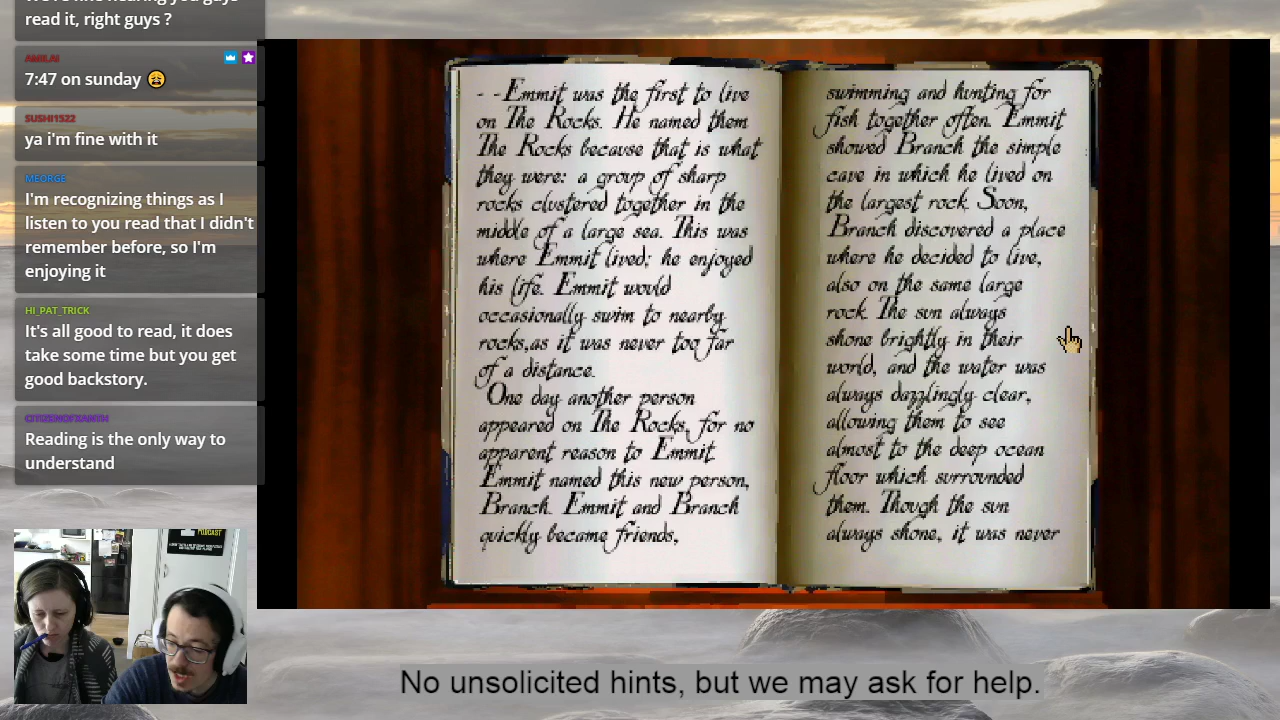 We're fine hearing you guys
read it, right guys ?
AMILAI
7:47 on sunday 😩
SUSHI1522
ya i'm fine with it
MEORGE
I'm recognizing things as I
listen to you read that I didn't
remember before, so I'm
enjoying it
HI_PAT_TRICK
It's all good to read, it does
take some time but you get
good backstory.
CITIZENOFXANTH
Reading is the only way to
understand
- -Emmit was the first to live
on The Rocks. He named them
The Rocks because that is what
they were: a group of sharp
rocks clustered together in the
middle of a large sea. This was
where Emmit lived; he enjoyed
his life. Emmit would
occasionally swim to nearby
rocks,as it was never too far
of a distance.
One day another person
appeared on The Rocks, for no
apparent reason to Emmit.
Emmit named this new person,
Branch. Emmit and Branch
quickly became friends,
swimming and hunting for
fish together often. Emmit
showed Branch the simple
cave in which he lived on
the largest rock. Soon,
Branch discovered a place
where he decided to live,
also on the same large
rock. The sun always
shone brightly in their
world, and the water was
always dazzlingly clear,
allowing them to see
almost to the deep ocean
floor which surrounded
them. Though the sun
always shone, it was never
PODCAST
No unsolicited hints, but we may ask for help.